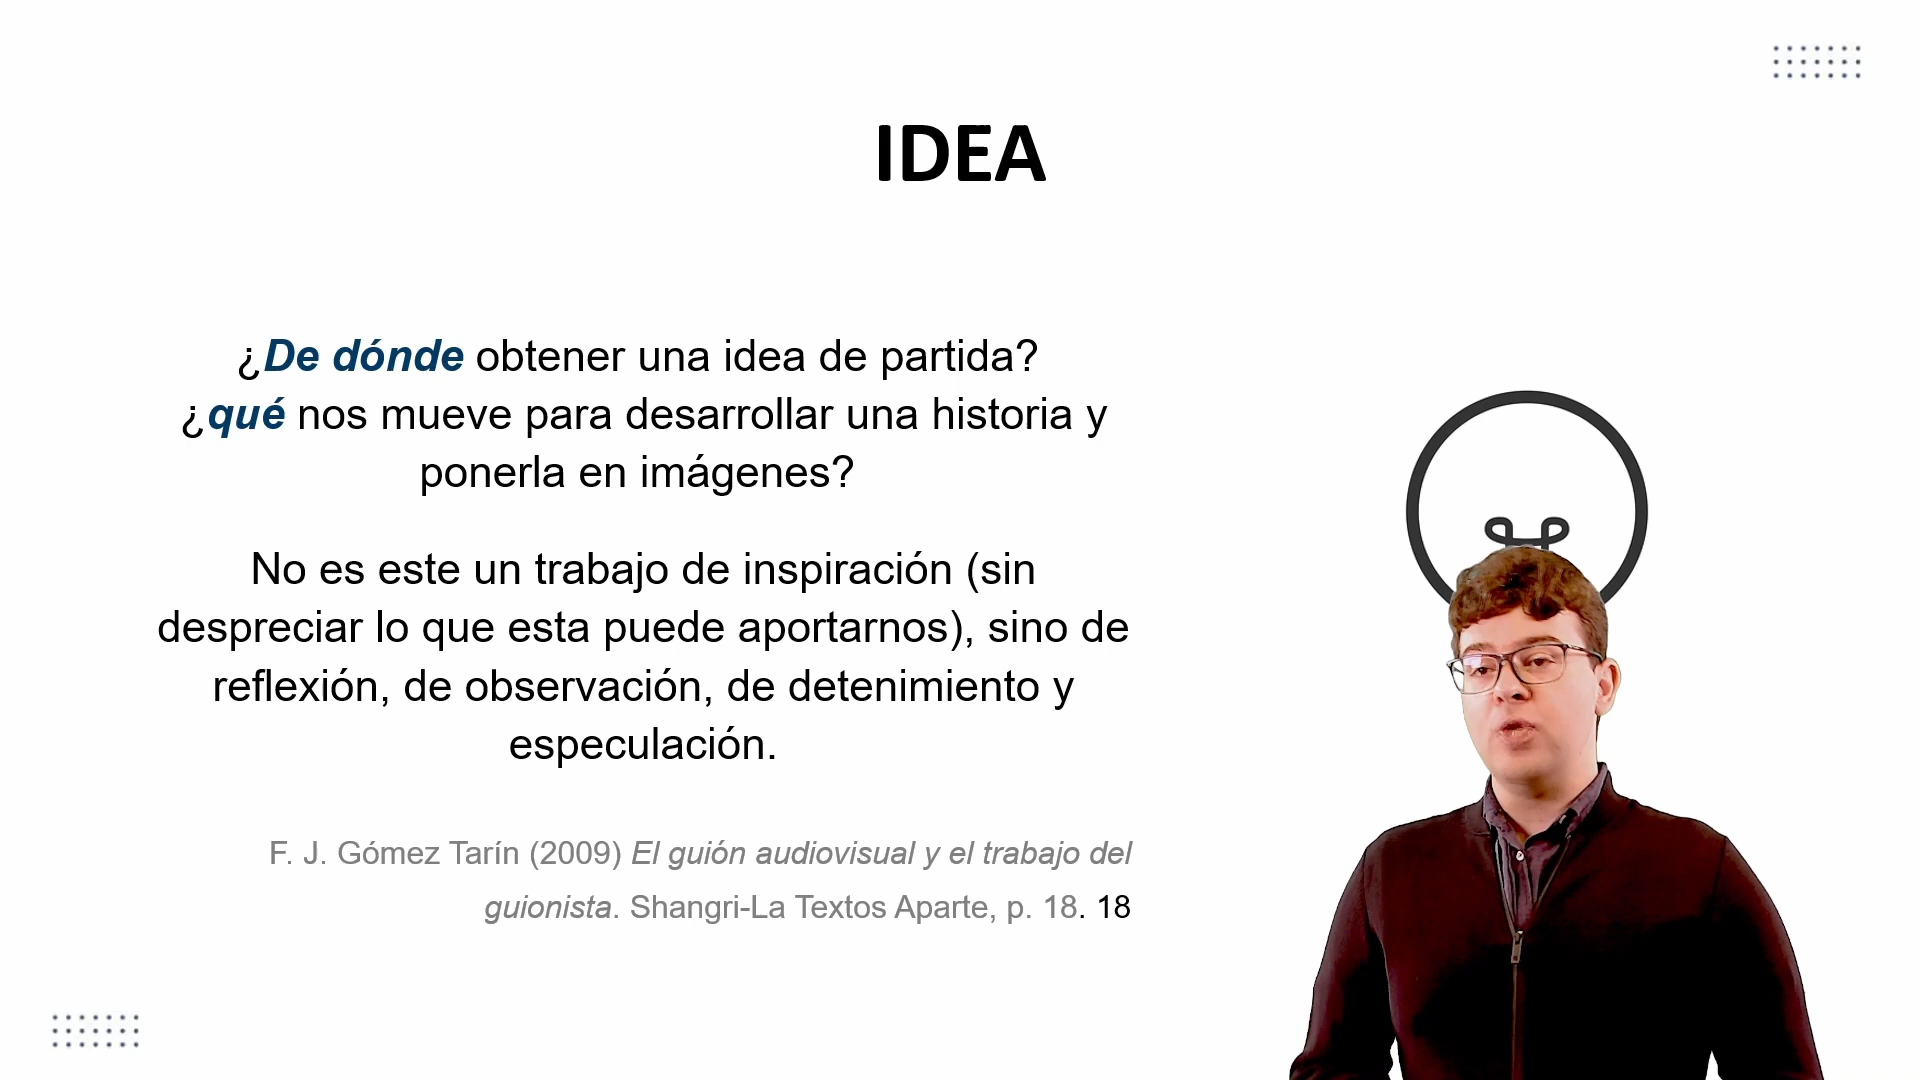 IDEA
¿De dónde obtener una idea de partida?
¿qué nos mueve para desarrollar una historia y
ponerla en imágenes?
No es este un trabajo de inspiración (sin
despreciar lo que esta puede aportarnos), sino de
reflexión, de observación, de detenimiento y
especulación.
F. J. Gómez Tarín (2009) El guión audiovisual y el trabajo del
guionista. Shangri-La Textos Aparte, p. 18. 18